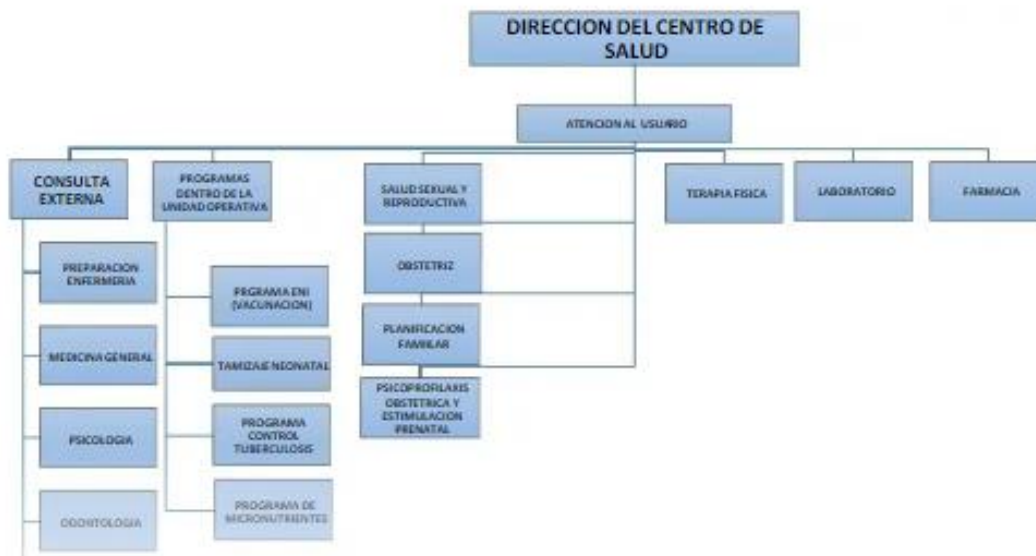 DIRECCION DEL CENTRO DE
SALUD
ATENCION AL USUARIO
CONSULTA
EXTERNA
PROGRAMAS
DENTRO DE LA
UNIDAD OPERATIVA
SALUD SEXUAL Y
REPRODUCTIVA
TERAPIA FISICA
LABORATORIO
FARMACIA
PREPARACION
ENFERMERIA
MEDICINA GENERAL
PSICOLOGIA
ODONTOLOGIA
PRGRAMA ENI
(VACUNACION)
TAMIZAJE NEONATAL
PROGRAMA
CONTROL
TUBERCULOSIS
PROGRAMA DE
MICRONUTRIENTES
OBSTETRIZ
PLANIFICACION
FAMILIAR
PSICOPROFILAXIS
OBSTETRICA Y
ESTIMULACION
PRENATAL